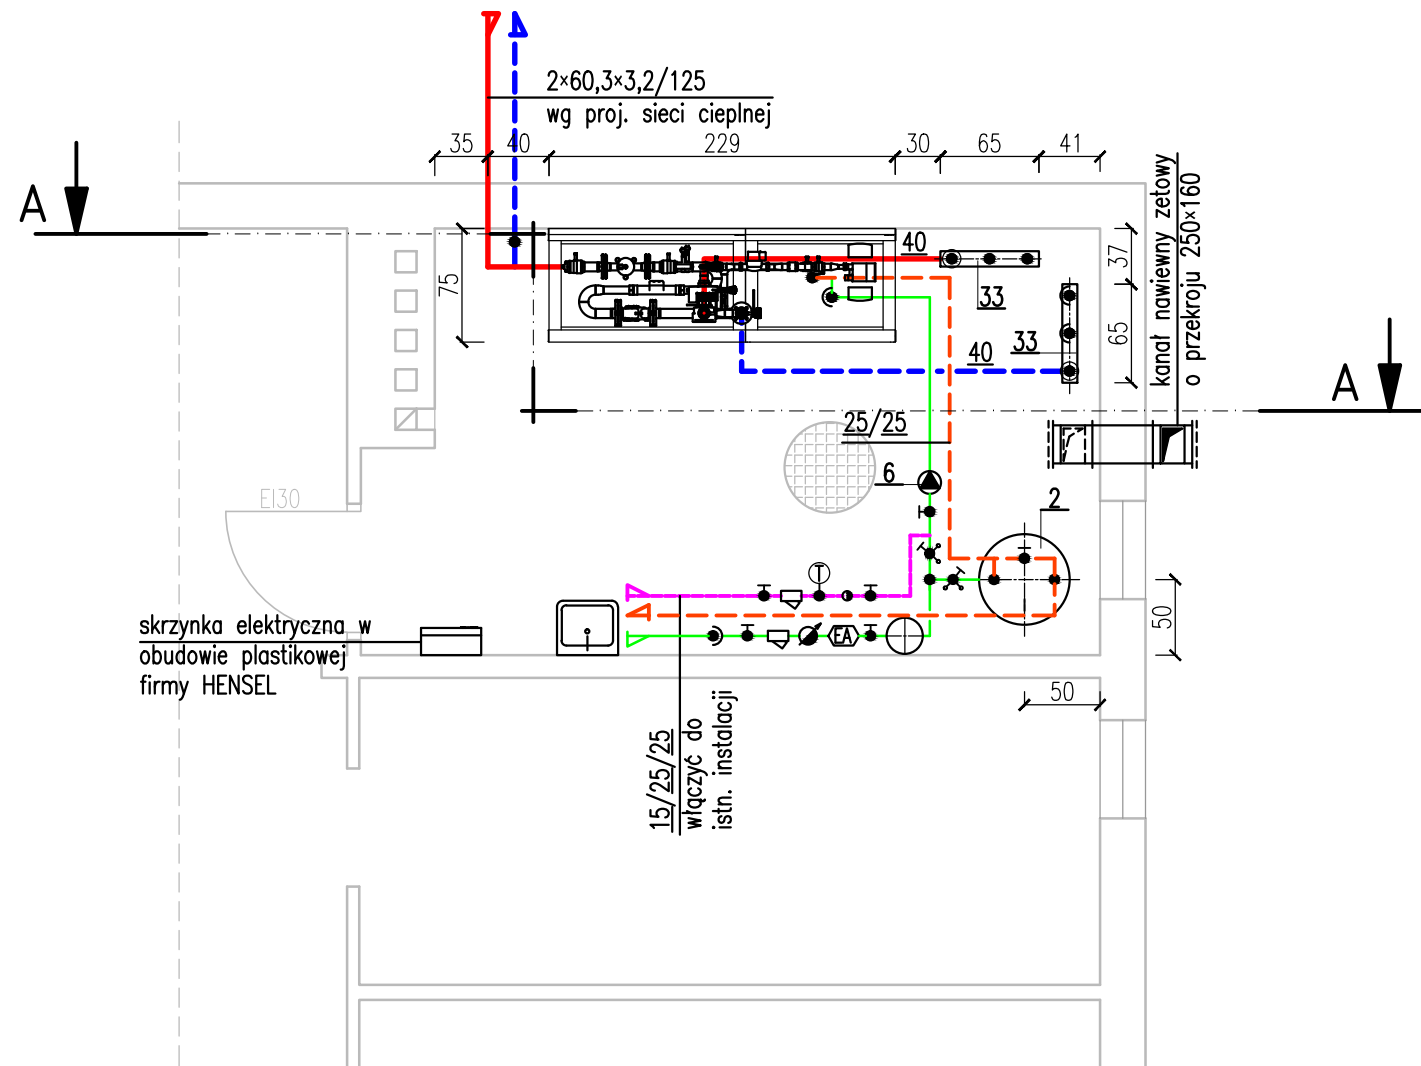 2×60,3×3,2/125
wg proj. sieci cieplnej
35
40
229
30
65
41
A
75
40
33
37
65
33
40
kanał nawiewny zetowy
o przekroju 250×160
A
25/25
6
EI30
2
T
EA
50
50
skrzynka elektryczna w
obudowie plastikowej
firmy HENSEL
15/25/25
włączyć do
istn. instalacji